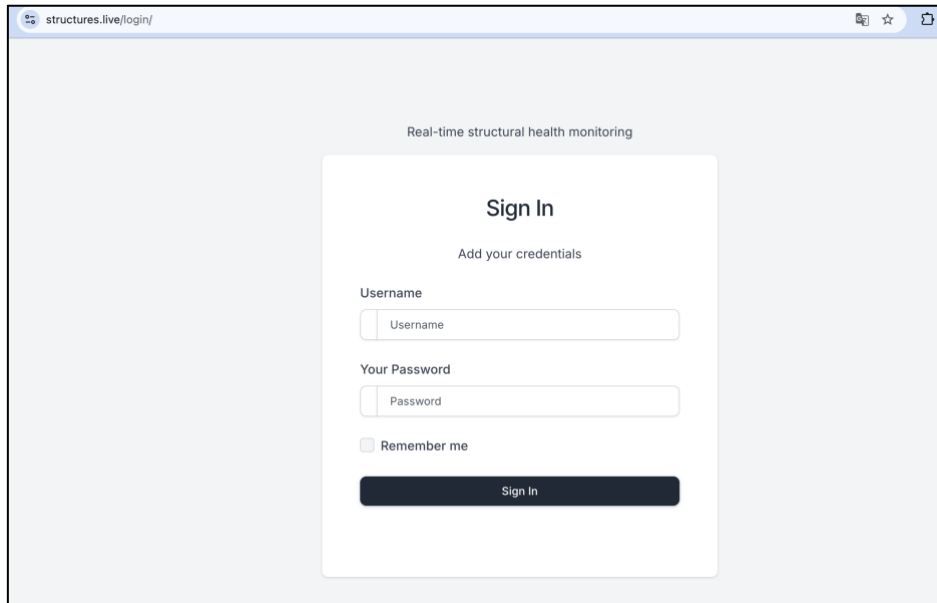 structures.live/login/
Real-time structural health monitoring
Sign In
Add your credentials
Username
Username
Your Password
Password
Remember me
Sign In